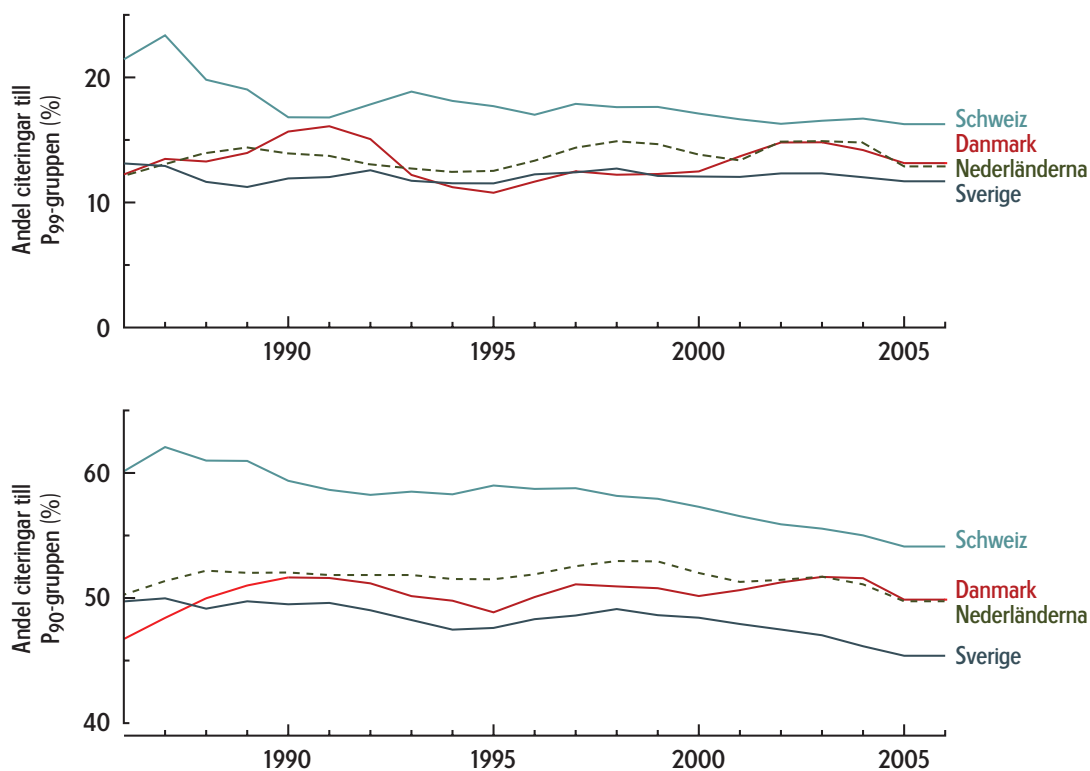 Andel citeringar till
P99-gruppen (%)
20
10
0
1990
1995
2000
2005
Schweiz
Danmark
Nederländerna
Sverige
Andel citeringar till
P90-gruppen (%)
60
50
40
1990
1995
2000
2005
Schweiz
Danmark
Nederländerna
Sverige